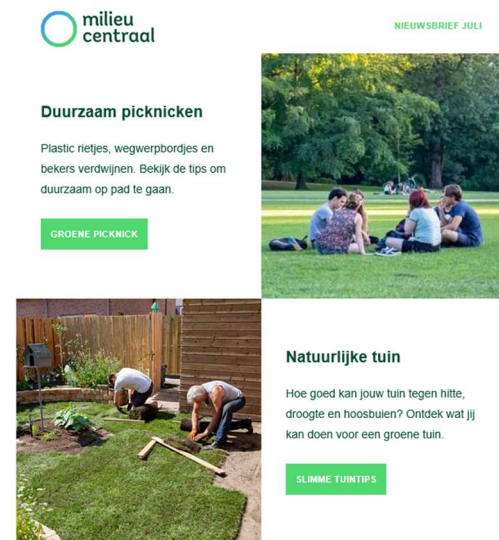 milieu
centraal
NIEUWSBRIEF JULI
Duurzaam picknicken
Plastic rietjes, wegwerpbordjes en
bekers verdwijnen. Bekijk de tips om
duurzaam op pad te gaan.
GROENE PICKNICK
Natuurlijke tuin
Hoe goed kan jouw tuin tegen hitte,
droogte en hoosbuien? Ontdek wat jij
kan doen voor een groene tuin.
SLIMME TUINTIPS